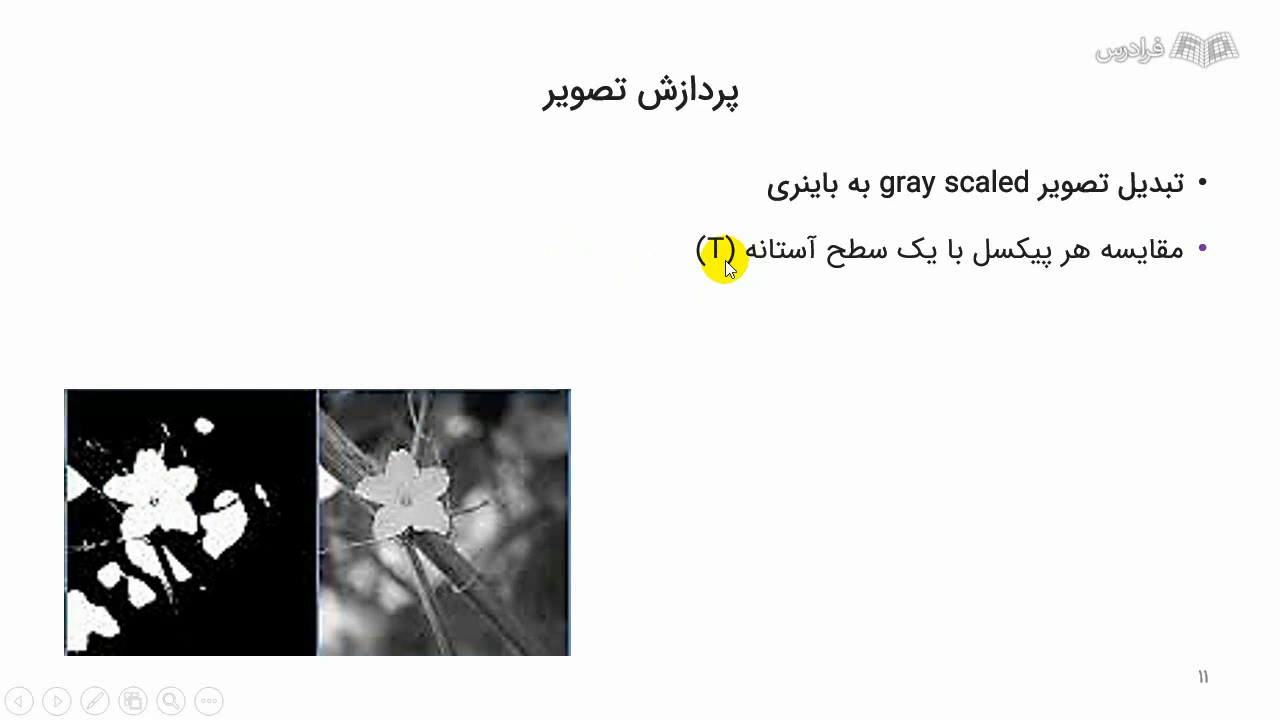 فرادرس
پردازش تصویر
• تبدیل تصویر gray scaled به باینری
• مقایسه هر پیکسل با یک سطح آستانه (T)
۱۱